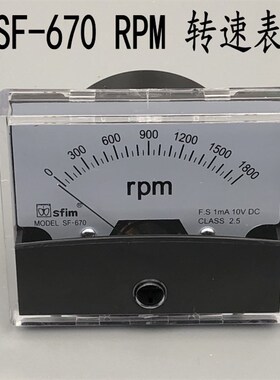 SF-670 RPM 转速表
0 300 600 900 1200 1500 1800
rpm
sfim
MODEL SF-670
F.S 1mA 10V DC
CLASS 2.5